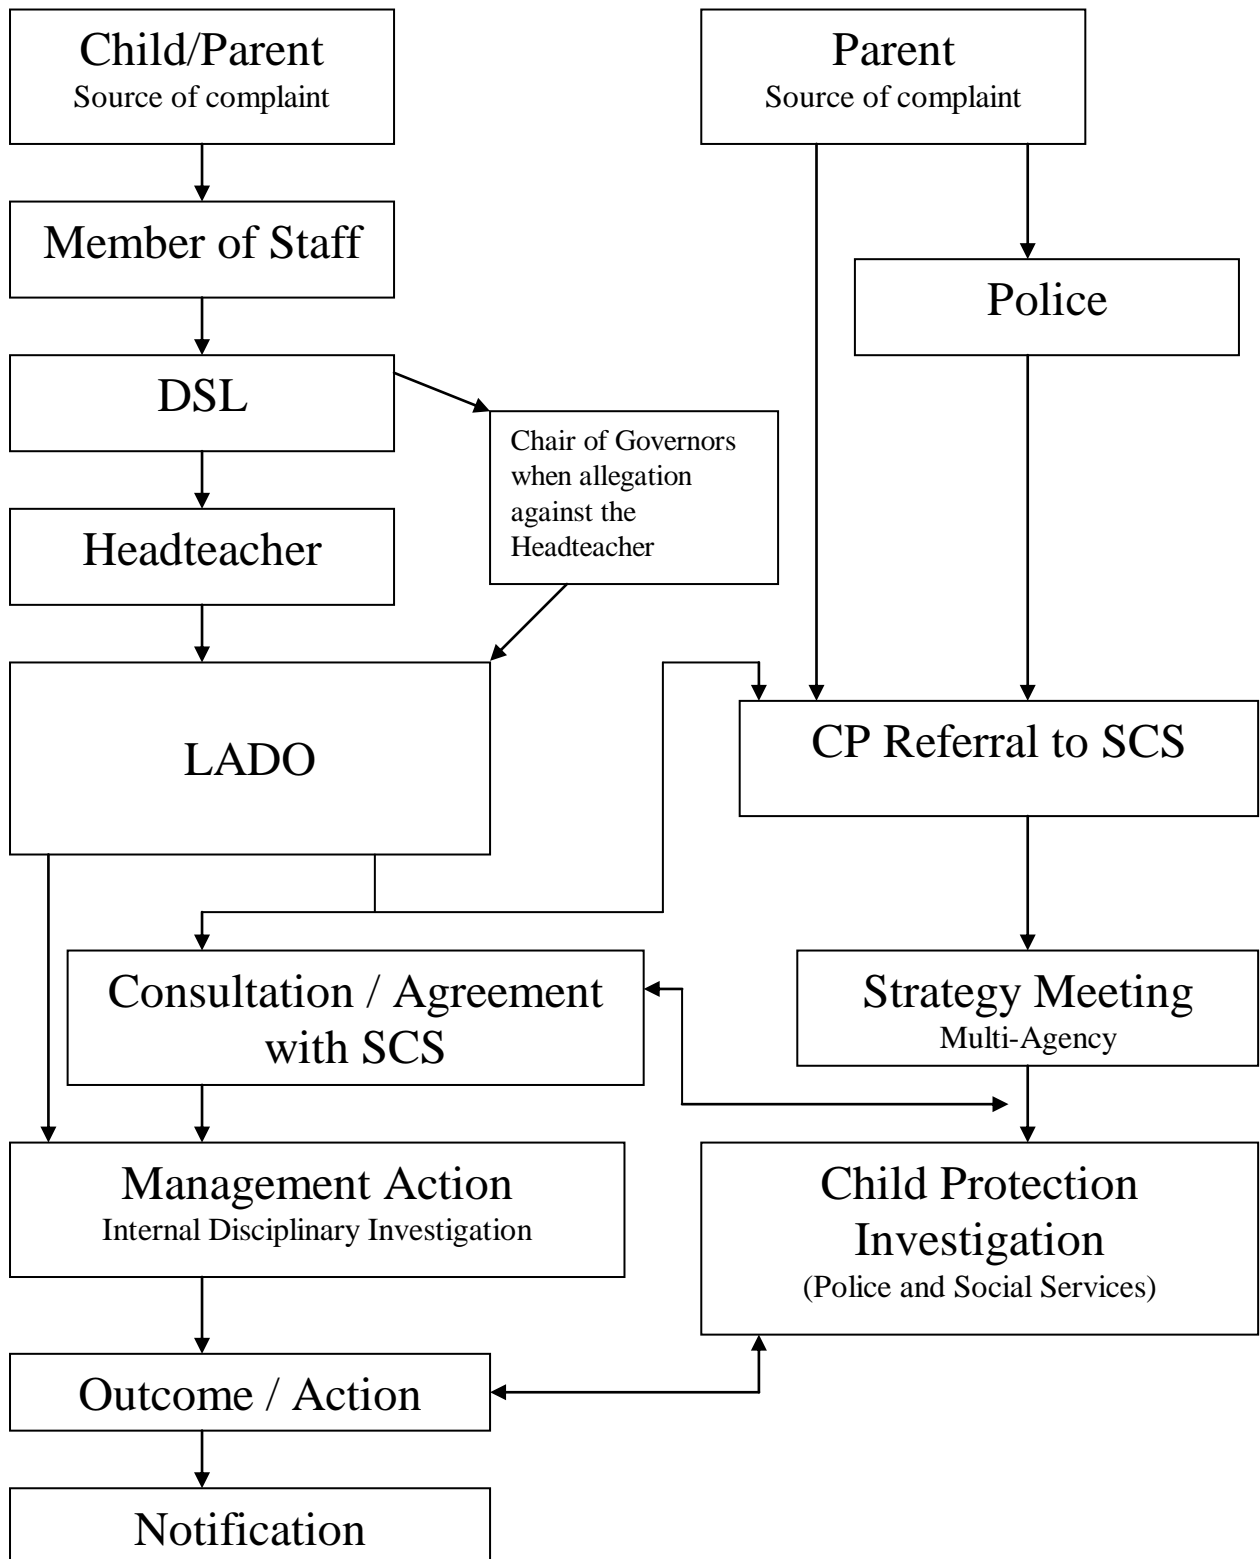 Child/Parent
Source of complaint
Parent
Source of complaint
Member of Staff
Police
DSL
Chair of Governors
when allegation
against the
Headteacher
Headteacher
LADO
CP Referral to SCS
Consultation / Agreement
with SCS
Strategy Meeting
Multi-Agency
Management Action
Internal Disciplinary Investigation
Child Protection
Investigation
(Police and Social Services)
Outcome / Action
Notification